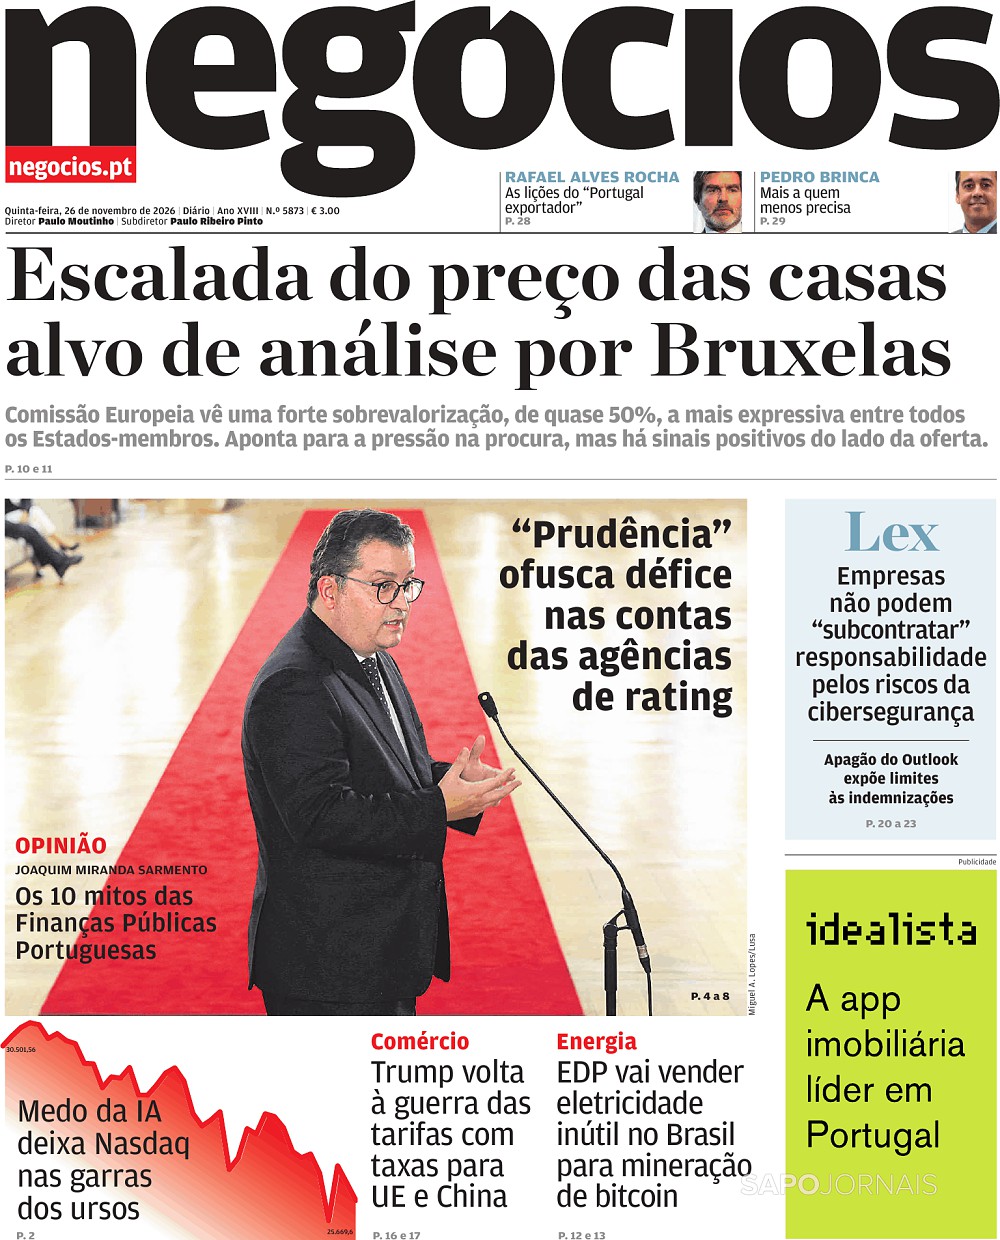 negócios
negocios.pt
Quinta-feira, 26 de novembro de 2026 | Diário | Ano XVIII | N.º 5873 | € 3.00
Diretor Paulo Moutinho | Subdiretor Paulo Ribeiro Pinto
RAFAEL ALVES ROCHA
As lições do “Portugal
exportador”
P. 28
PEDRO BRINCA
Mais a quem
menos precisa
P. 29
Escalada do preço das casas
alvo de análise por Bruxelas
Comissão Europeia vê uma forte sobrevalorização, de quase 50%, a mais expressiva entre todos
os Estados-membros. Aponta para a pressão na procura, mas há sinais positivos do lado da oferta.
P. 10 e 11
“Prudência”
ofusca défice
nas contas
das agências
de rating
OPINIÃO
JOAQUIM MIRANDA SARMENTO
Os 10 mitos das
Finanças Públicas
Portuguesas
P. 4 a 8
Miguel A. Lopes/Lusa
Lex
Empresas
não podem
“subcontratar”
responsabilidade
pelos riscos da
cibersegurança
Apagão do Outlook
expõe limites
às indemnizações
P. 20 a 23
Publicidade
idealista
A app
imobiliária
líder em
Portugal
30.501,56
Medo da IA
deixa Nasdaq
nas garras
dos ursos
25.669,6
P. 2
Comércio
Trump volta
à guerra das
tarifas com
taxas para
UE e China
P. 16 e 17
Energia
EDP vai vender
eletricidade
inútil no Brasil
para mineração
de bitcoin
P. 12 e 13
SAPOJORNAIS